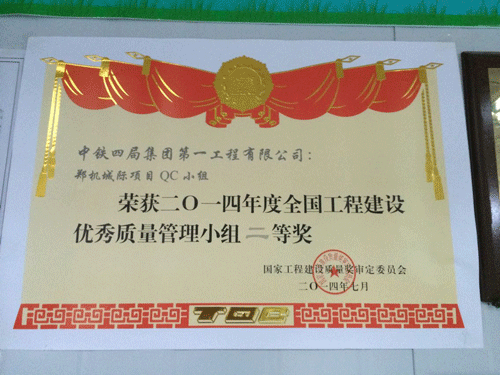 中铁四局集团第一工程有限公司：
郑机城际项目QC小组
荣获二〇一四年度全国工程建设
优秀质量管理小组二等奖
国家工程建设质量奖审定委员会
二〇一四年七月
TQC